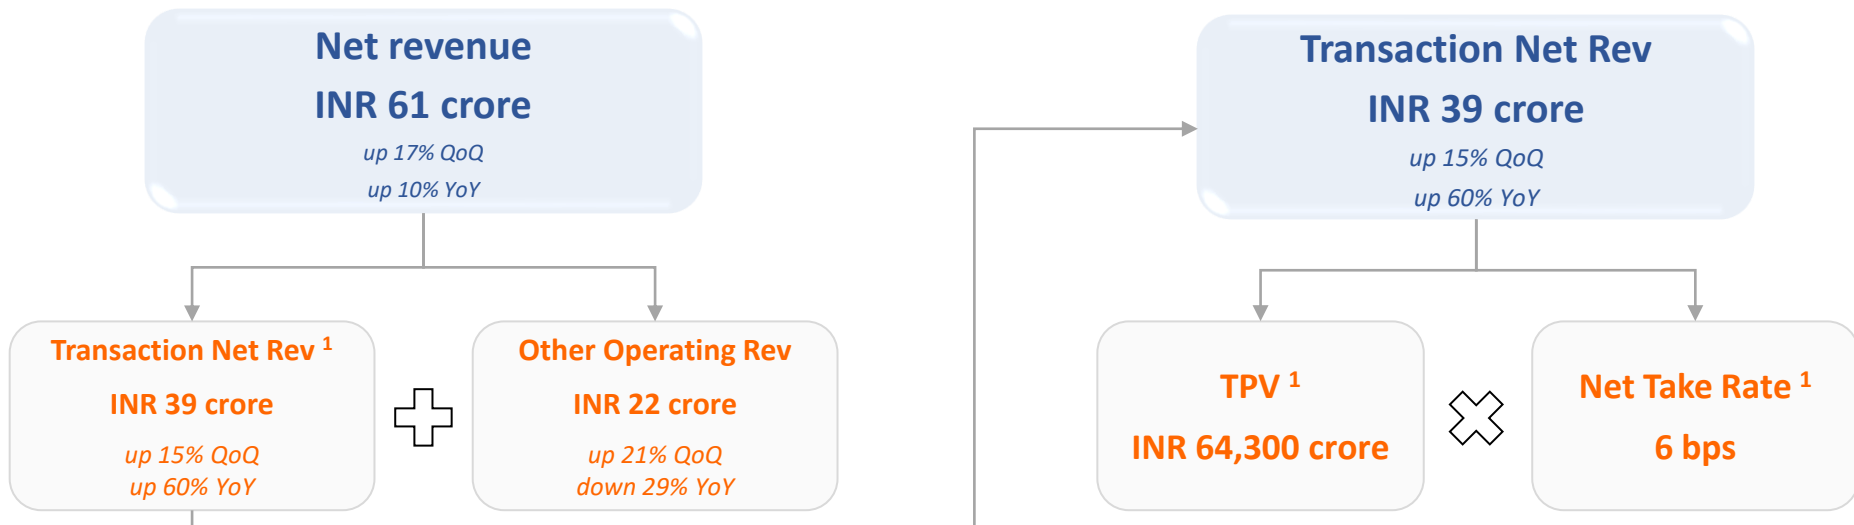 Net revenue
INR 61 crore
up 17% QoQ
up 10% YoY
Transaction Net Rev 1
INR 39 crore
up 15% QoQ
up 60% YoY
Other Operating Rev
INR 22 crore
up 21% QoQ
down 29% YoY
Transaction Net Rev
INR 39 crore
up 15% QoQ
up 60% YoY
TPV 1
INR 64,300 crore
Net Take Rate 1
6 bps